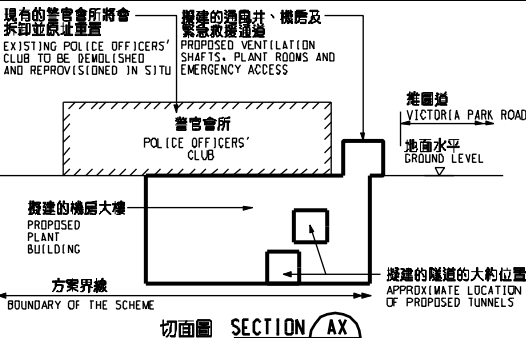 現有的警官會所將會
拆卸並原址重置
EXISTING POLICE OFFICERS'
CLUB TO BE DEMOLISHED
AND REPROVISIONED IN SITU
擬建的通風井、機房及
緊急救援通道
PROPOSED VENTILATION
SHAFTS, PLANT ROOMS AND
EMERGENCY ACCESS
維園道
VICTORIA PARK ROAD
警官會所
POLICE OFFICERS'
CLUB
地面水平
GROUND LEVEL
擬建的機房大樓
PROPOSED
PLANT
BUILDING
方案界線
BOUNDARY OF THE SCHEME
擬建的隧道的大約位置
APPROXIMATE LOCATION
OF PROPOSED TUNNELS
切面圖 SECTION AX